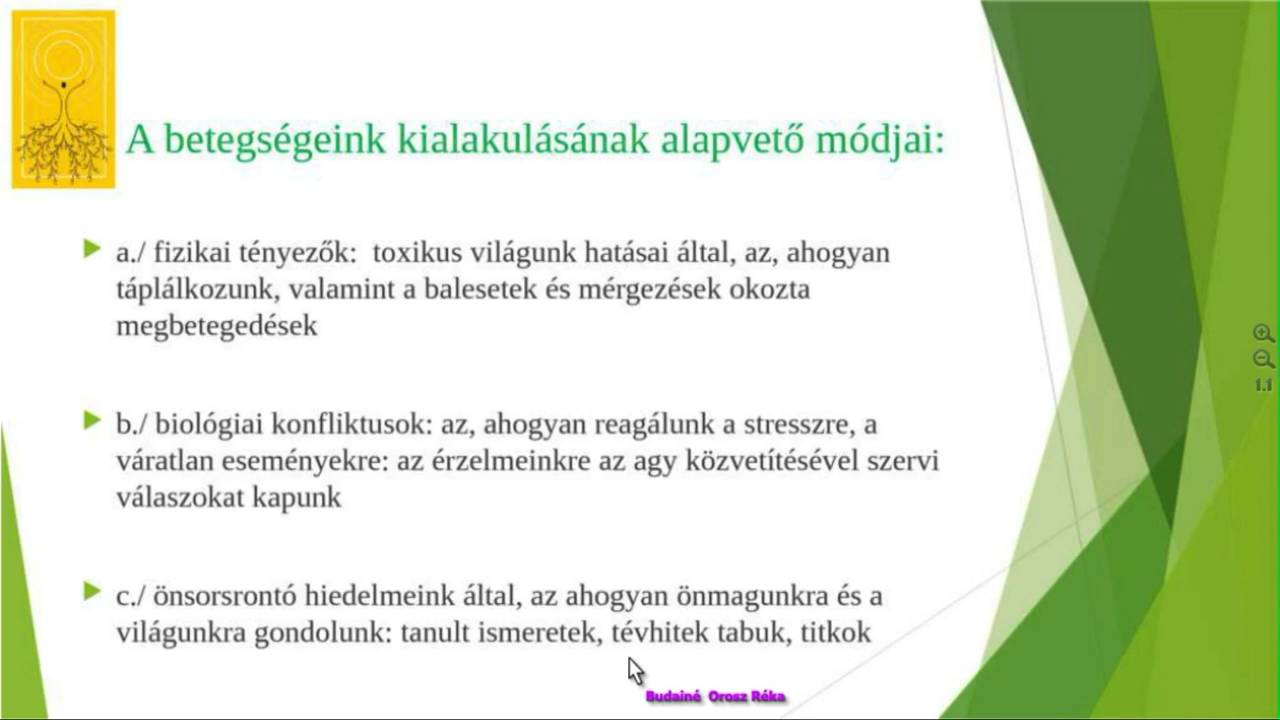 A betegségeink kialakulásának alapvető módjai:
a./ fizikai tényezők:  toxikus világunk hatásai által, az, ahogyan
táplálkozunk, valamint a balesetek és mérgezések okozta
megbetegedések
b./ biológiai konfliktusok: az, ahogyan reagálunk a stresszre, a
váratlan eseményekre: az érzelmeinkre az agy közvetítésével szervi
válaszokat kapunk
c./ önsorsrontó hiedelmeink által, az ahogyan önmagunkra és a
világunkra gondolunk: tanult ismeretek, tévhitek tabuk, titkok
1.1
Budainé Orosz Réka